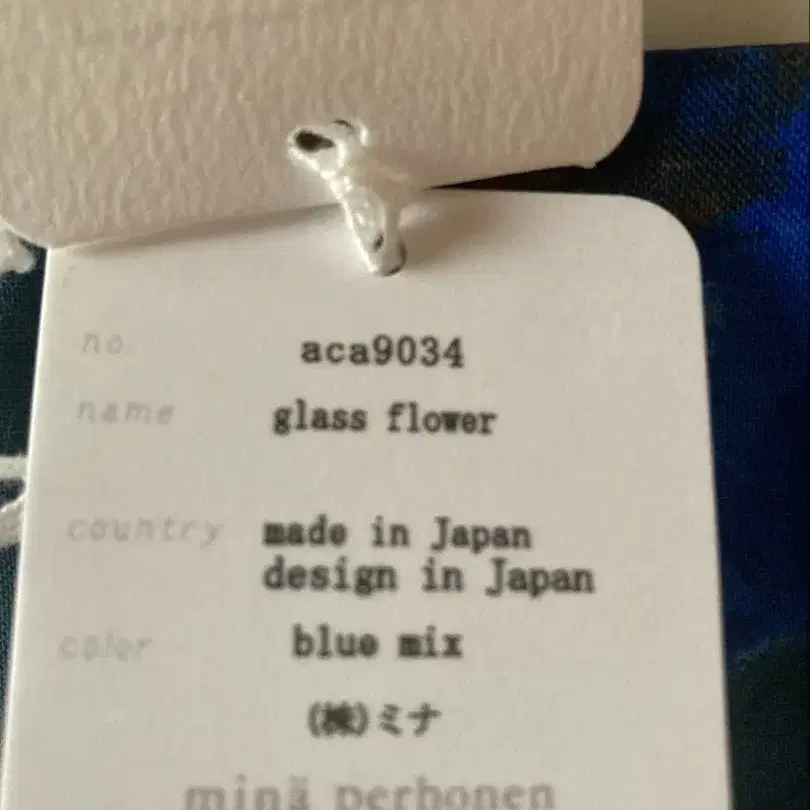 no. aca9034
name glass flower
country made in Japan
design in Japan
color blue mix
(株)ミナ
minä perhonen